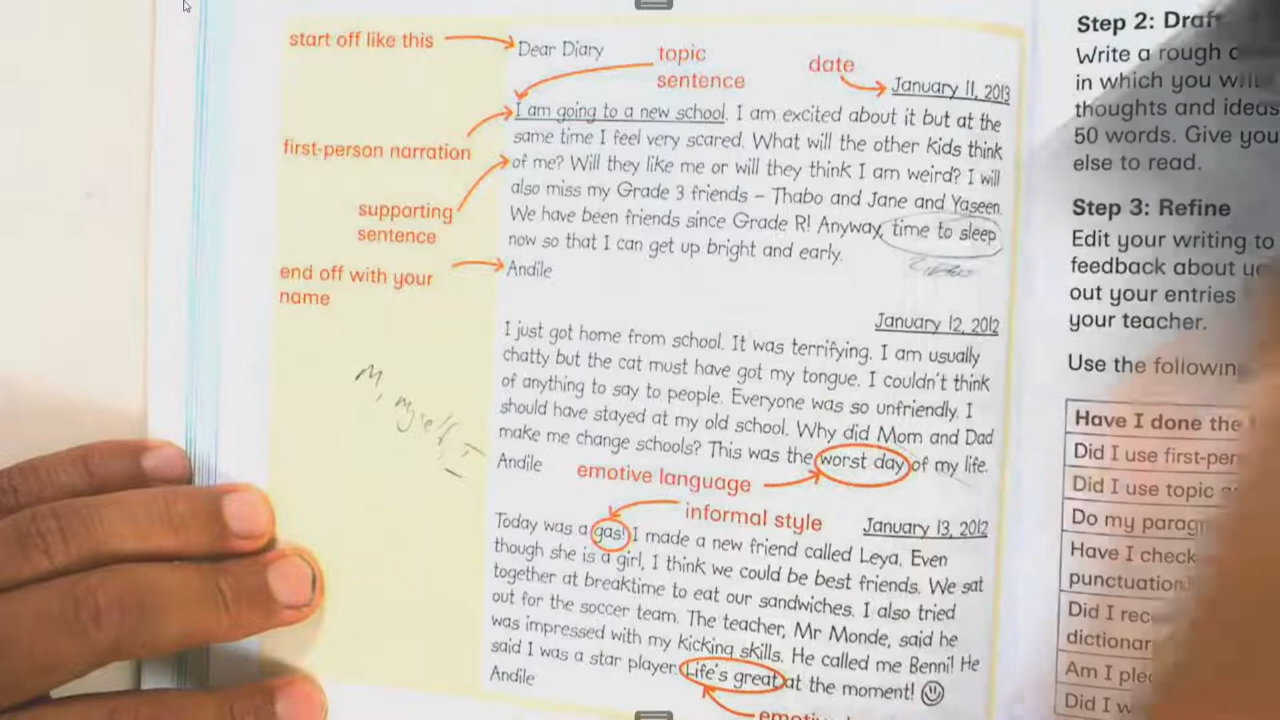 start off like this
Dear Diary
topic
sentence
date
January 11, 2013
I am going to a new school. I am excited about it but at the
same time I feel very scared. What will the other kids think
first-person narration
of me? Will they like me or will they think I am weird? I will
also miss my Grade 3 friends – Thabo and Jane and Yaseen.
supporting
sentence
We have been friends since Grade R! Anyway, time to sleep
now so that I can get up bright and early.
end off with your
name
Andile
January 12, 2012
I just got home from school. It was terrifying. I am usually
chatty but the cat must have got my tongue. I couldn't think
of anything to say to people. Everyone was so unfriendly. I
should have stayed at my old school. Why did Mom and Dad
make me change schools? This was the worst day of my life.
Andile
emotive language
myself
informal style
January 13, 2012
Today was a gas! I made a new friend called Leya. Even
though she is a girl, I think we could be best friends. We sat
together at breaktime to eat our sandwiches. I also tried
out for the soccer team. The teacher, Mr Monde, said he
was impressed with my kicking skills. He called me Benni! He
said I was a star player. Life's great at the moment!
Andile
Step 2:
Write a rough
in which you
thoughts and ideas
50 words. Give
else to read.
Step 3: Refine
Edit your writing to
feedback about
out your entries
your teacher.
Use the
Have I done the
Did I use
Did I use topic
Do my
Have I check
punctuation
Did I
Am I
Did I